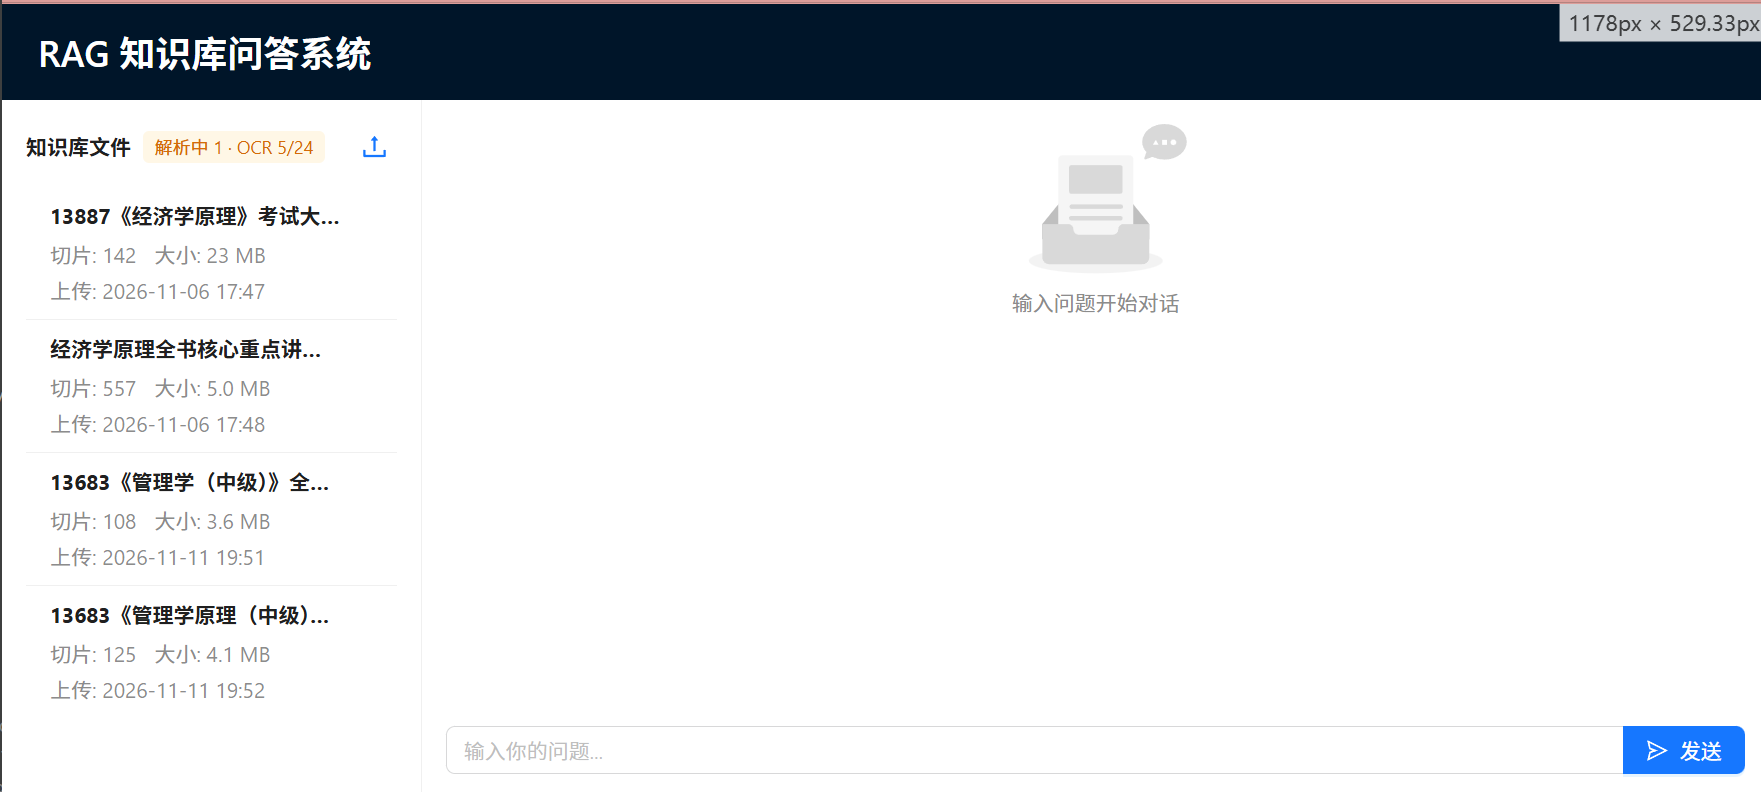 1178px × 529.33px
RAG 知识库问答系统
知识库文件
解析中 1 · OCR 5/24
13887《经济学原理》考试大...
切片: 142 大小: 23 MB
上传: 2026-11-06 17:47
经济学原理全书核心重点讲...
切片: 557 大小: 5.0 MB
上传: 2026-11-06 17:48
13683《管理学（中级）》全...
切片: 108 大小: 3.6 MB
上传: 2026-11-11 19:51
13683《管理学原理（中级）...
切片: 125 大小: 4.1 MB
上传: 2026-11-11 19:52
输入问题开始对话
输入你的问题...
发送